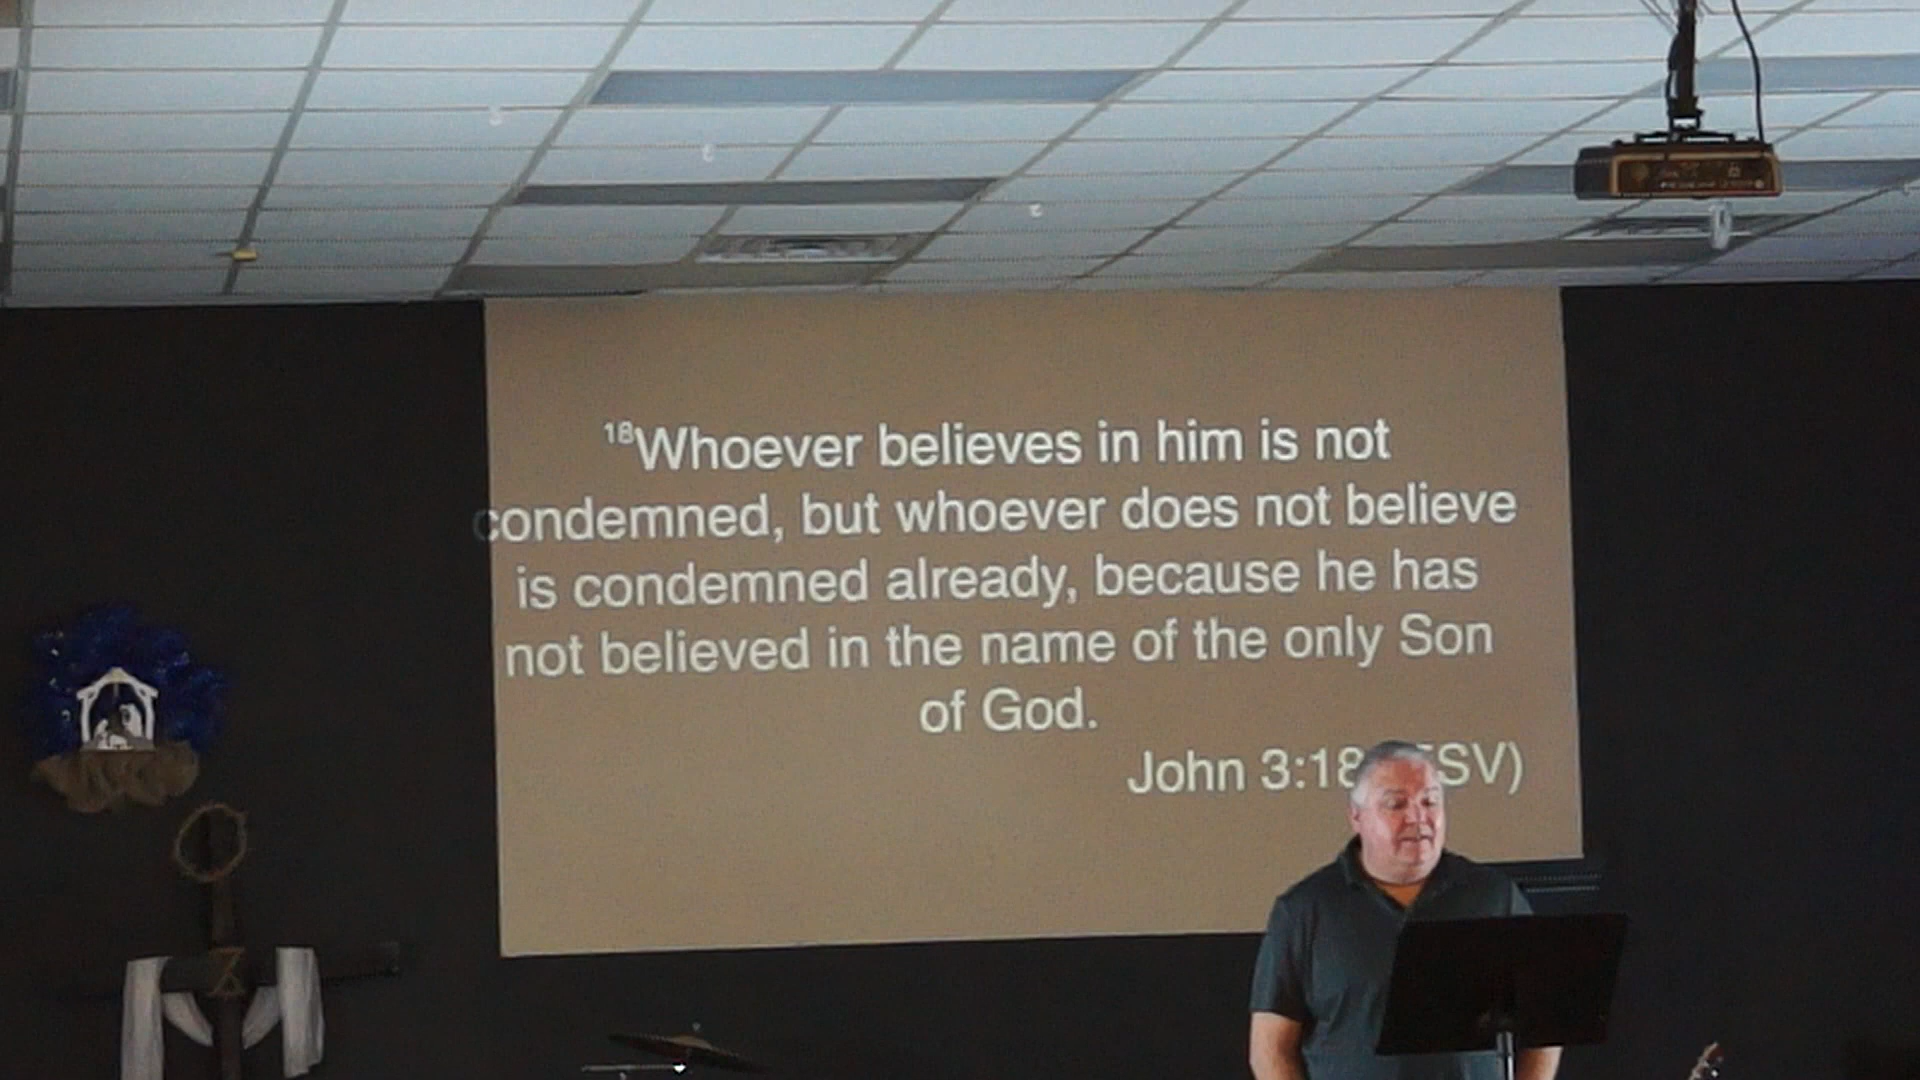 ¹⁸Whoever believes in him is not
condemned, but whoever does not believe
is condemned already, because he has
not believed in the name of the only Son
of God.
John 3:18 SV)